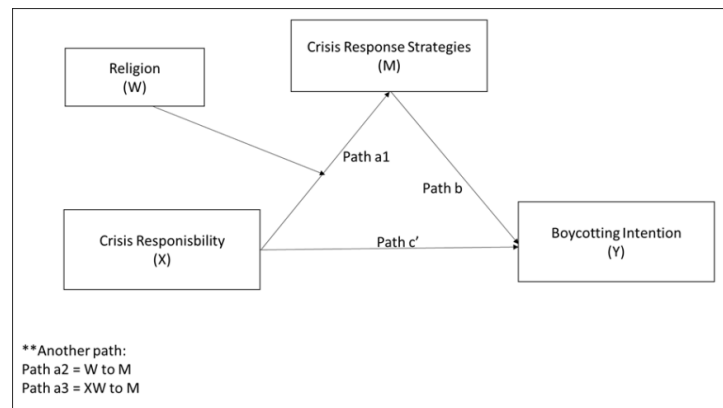 Crisis Response Strategies
(M)
Religion
(W)
Path a1
Path b
Crisis Responisbility
(X)
Path c'
Boycotting Intention
(Y)
**Another path:
Path a2 = W to M
Path a3 = XW to M